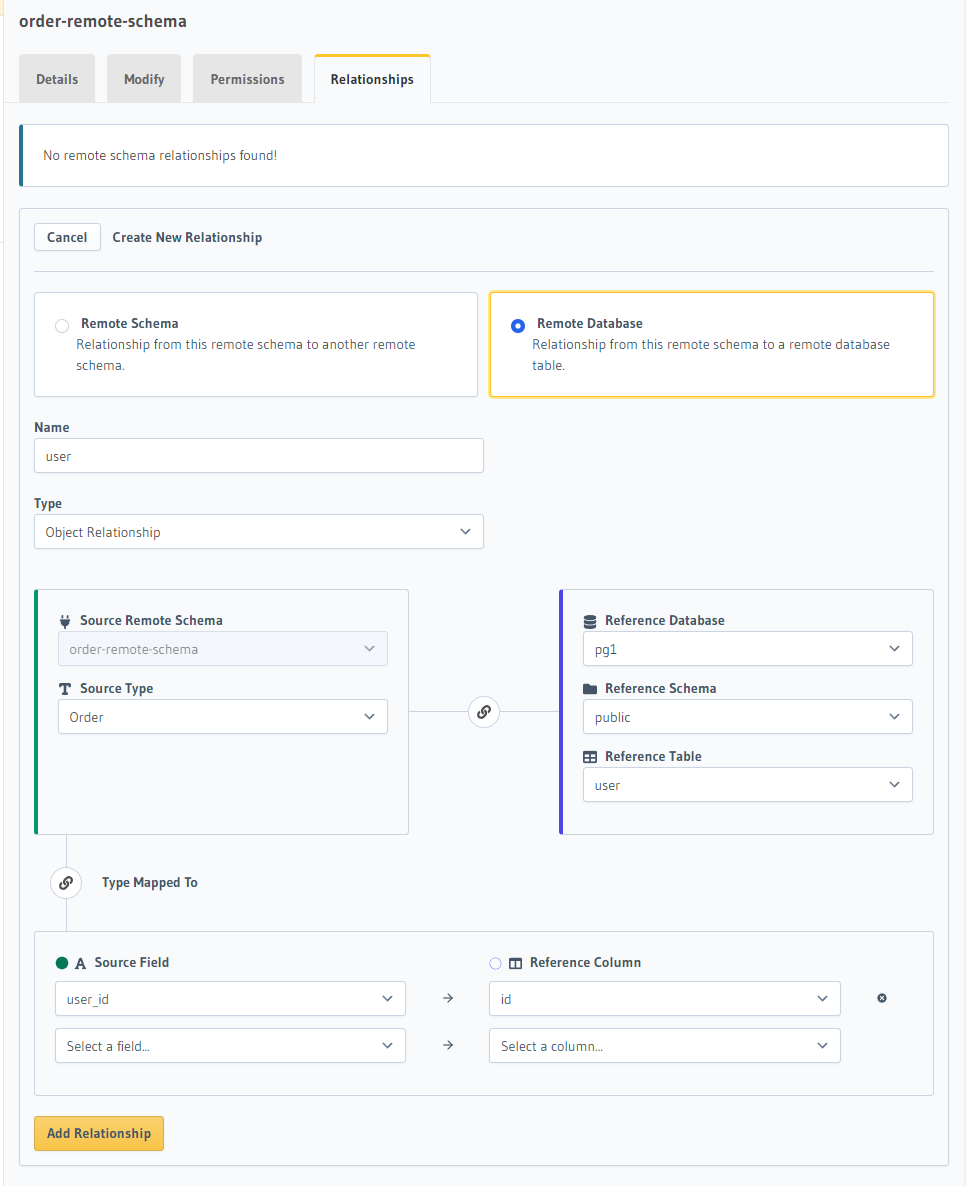 order-remote-schema
Details Modify Permissions Relationships
No remote schema relationships found!
Cancel Create New Relationship
Remote Schema
Relationship from this remote schema to another remote
schema.
Remote Database
Relationship from this remote schema to a remote database
table.
Name
user
Type
Object Relationship
Source Remote Schema
order-remote-schema
Source Type
Order
Reference Database
pg1
Reference Schema
public
Reference Table
user
Type Mapped To
Source Field Reference Column
user_id id
Select a field... Select a column...
Add Relationship